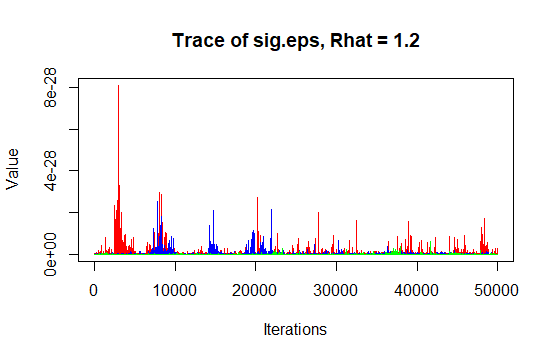 Trace of sig.eps, Rhat = 1.2
Value
8e-28
4e-28
0e+00
0 10000 20000 30000 40000 50000
Iterations